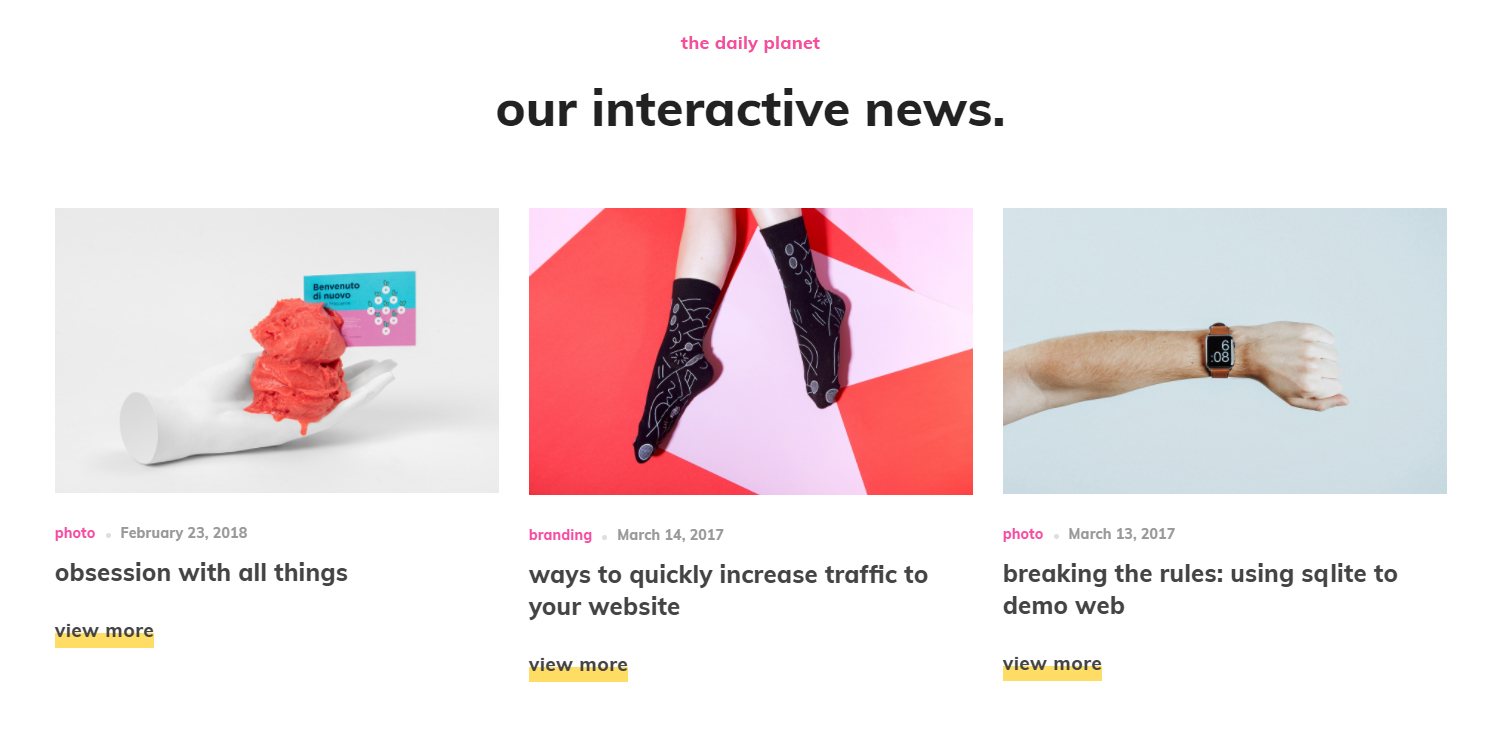 the daily planet
our interactive news.
Benvenuto
di nuovo
6
:08
photo • February 23, 2018
branding • March 14, 2017
photo • March 13, 2017
obsession with all things
ways to quickly increase traffic to
your website
breaking the rules: using sqlite to
demo web
view more
view more
view more